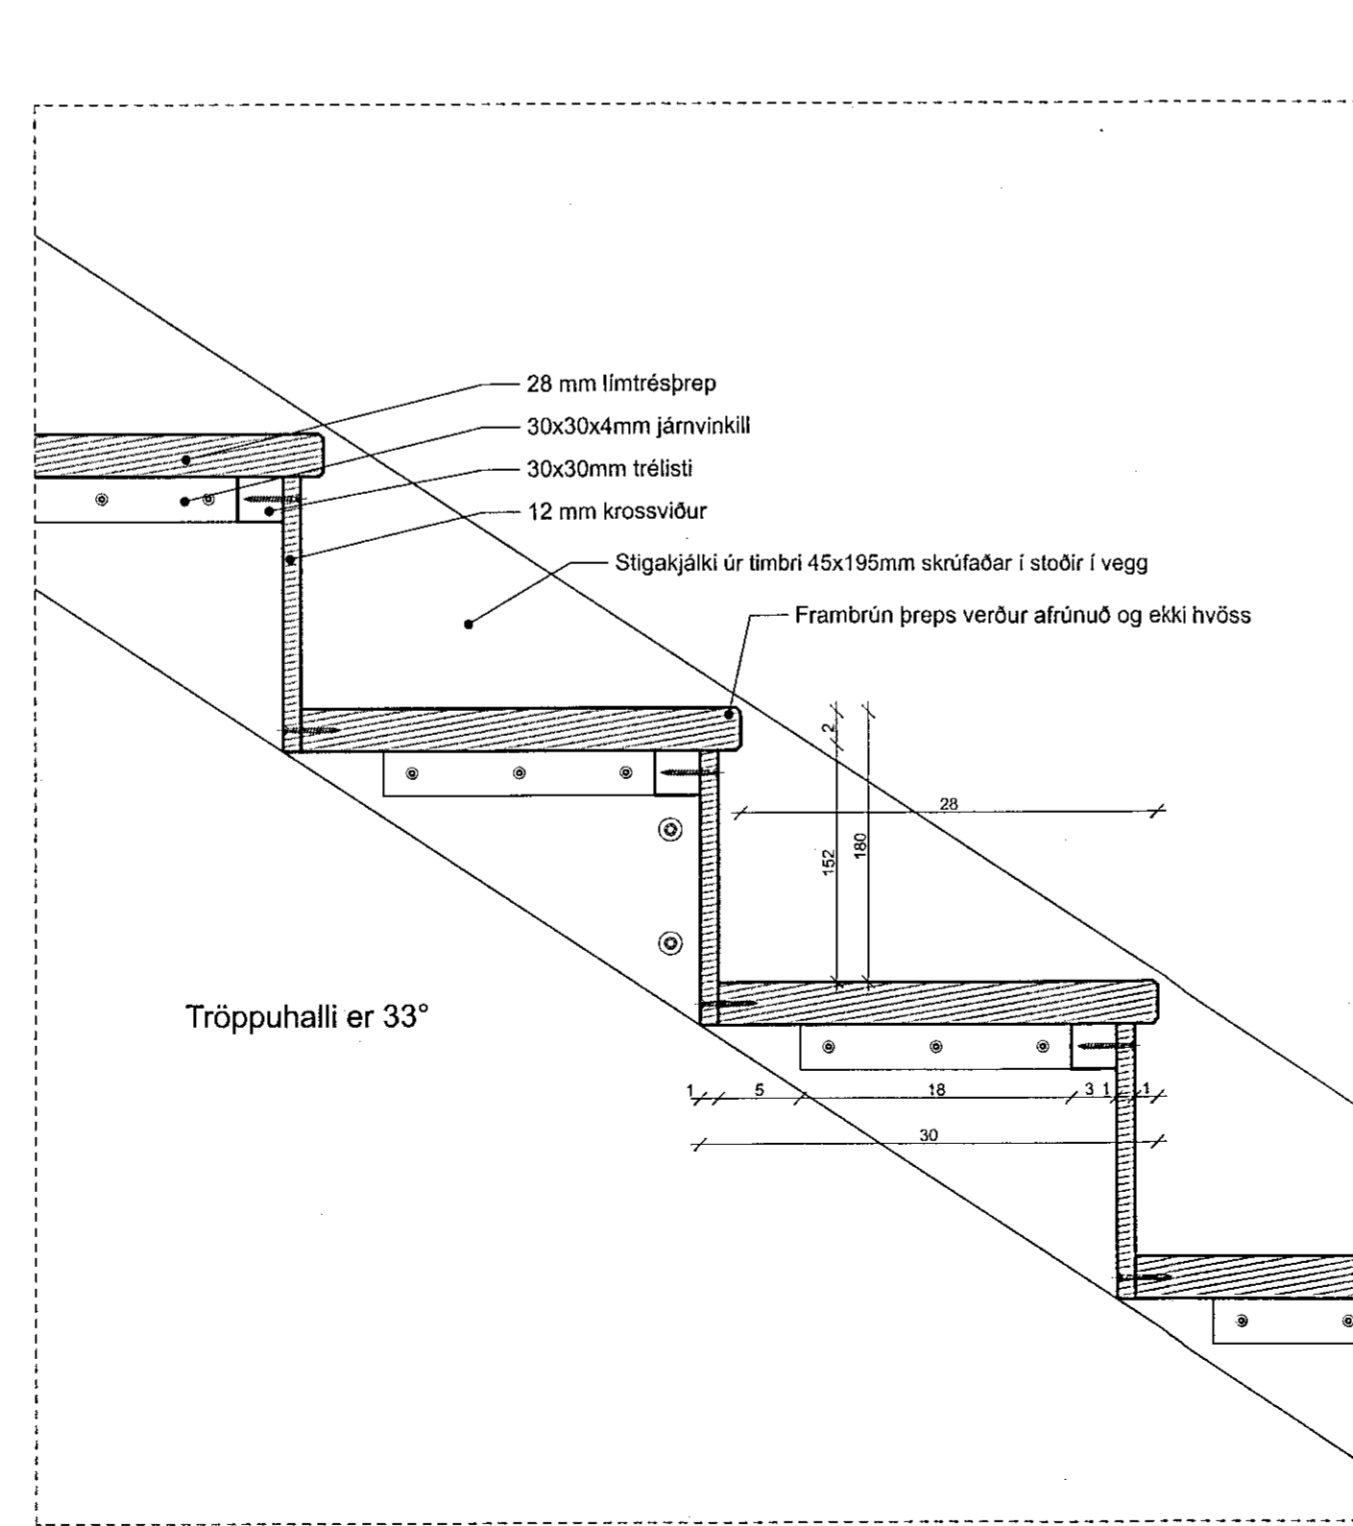 28 mm límtrésþrep
30x30x4mm járnvinkill
30x30mm trélisti
12 mm krossviður
Stigakjálki úr timbri 45x195mm skrúfaðar í stoðir í vegg
Frambrún þreps verður afrúnuð og ekki hvöss
2
28
152
180
Tröppuhalli er 33°
1 5 18 3 1 1
30